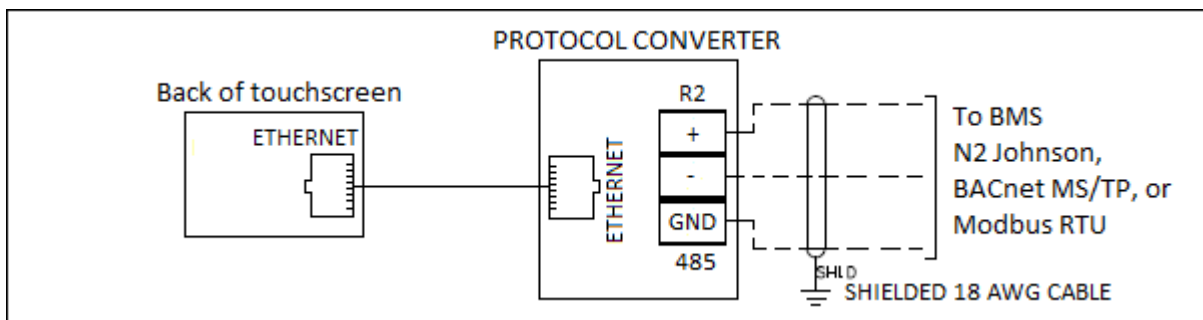 PROTOCOL CONVERTER
Back of touchscreen
ETHERNET
ETHERNET
R2
+
-
GND
485
To BMS
N2 Johnson,
BACnet MS/TP, or
Modbus RTU
SHLD
SHIELDED 18 AWG CABLE